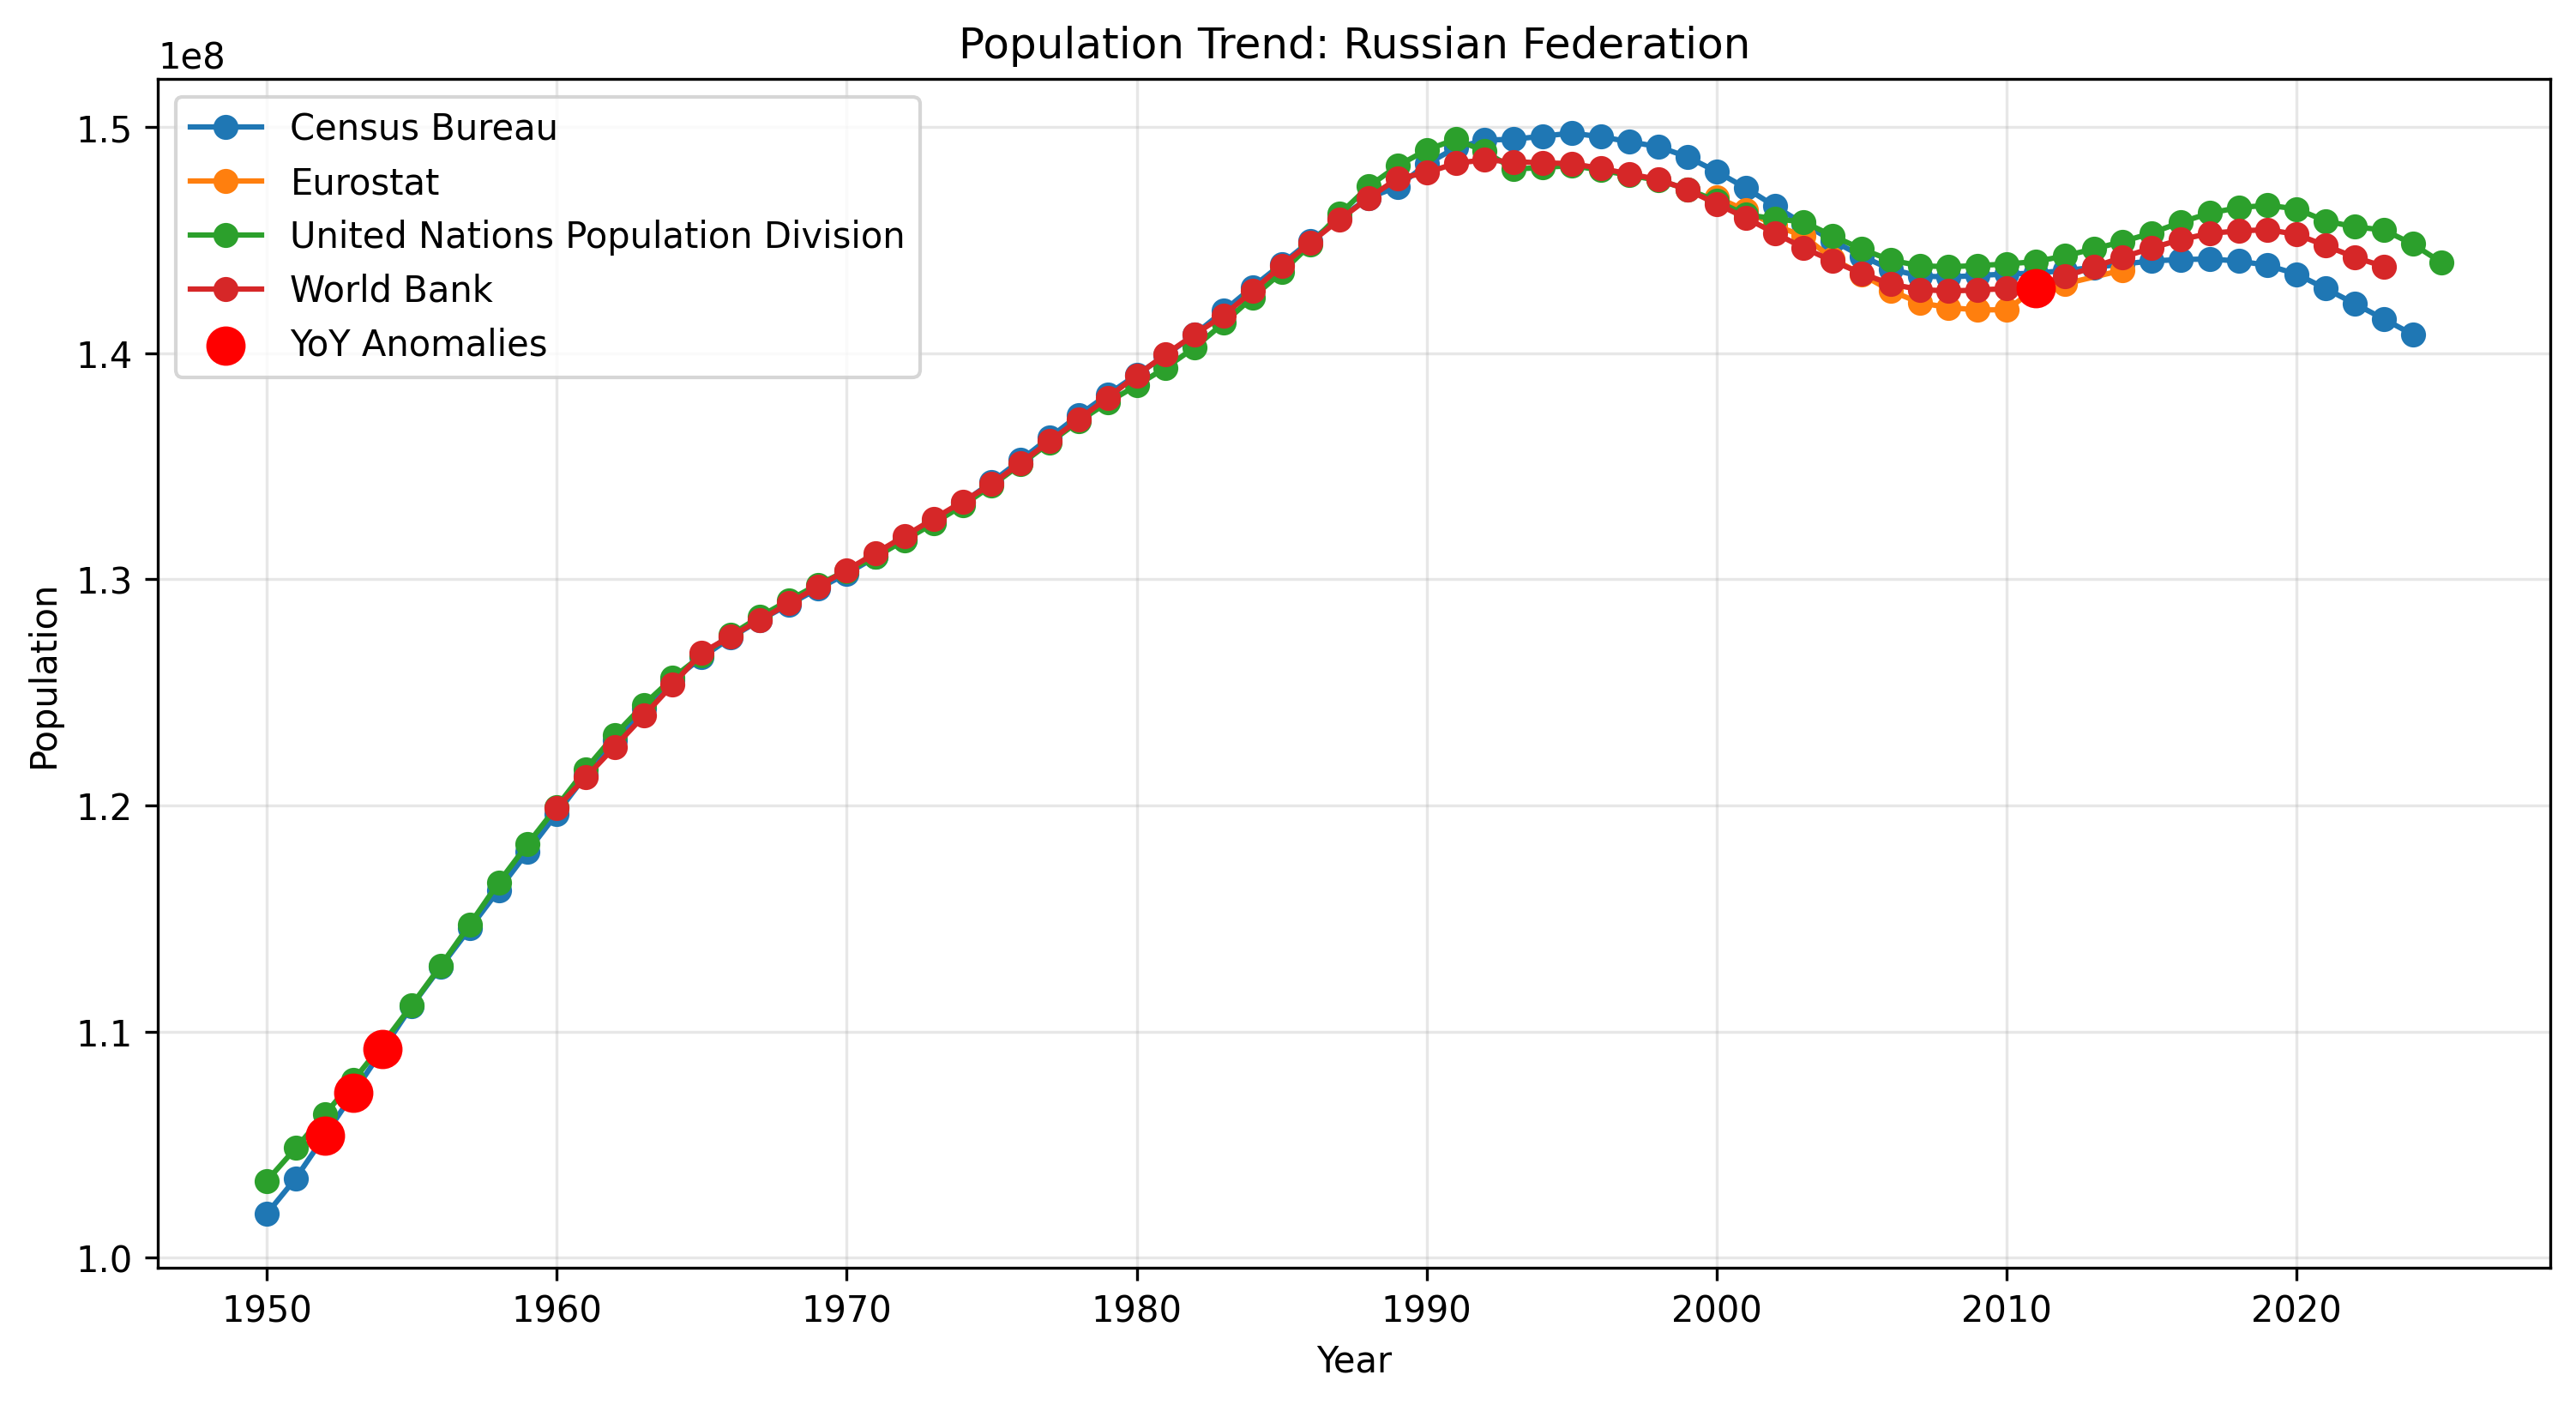 Population Trend: Russian Federation
1e8
Census Bureau
Eurostat
United Nations Population Division
World Bank
YoY Anomalies
1.5
1.4
1.3
1.2
1.1
1.0
Population
1950 1960 1970 1980 1990 2000 2010 2020
Year